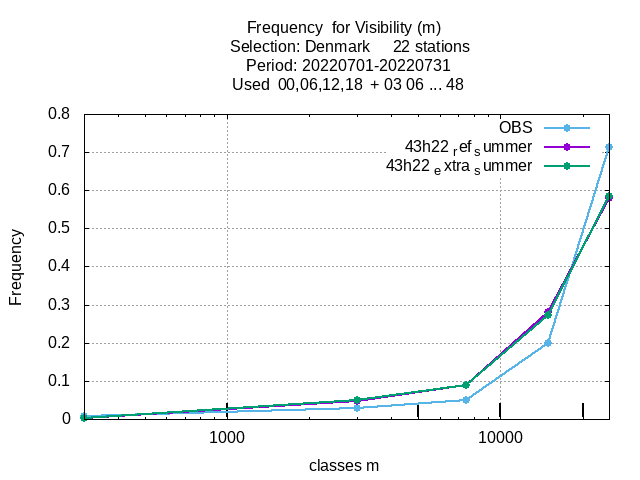 Frequency  for Visibility (m)
Selection: Denmark     22 stations
Period: 20220701-20220731
Used  00,06,12,18  + 03 06 ... 48
OBS
43h22 ref summer
43h22 extra summer
0.8
0.7
0.6
0.5
0.4
0.3
0.2
0.1
0
Frequency
1000 10000
classes m